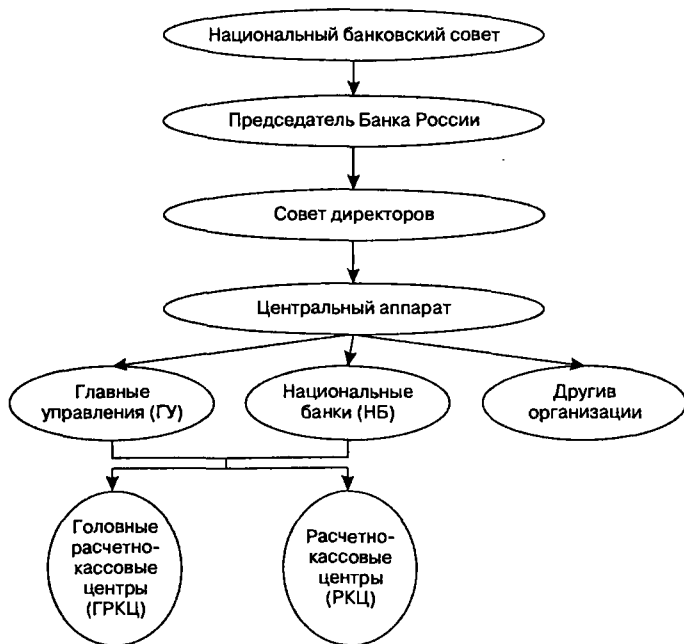 Национальный банковский совет
Председатель Банка России
Совет директоров
Центральный аппарат
Главные
управления (ГУ)
Национальные
банки (НБ)
Другив
организации
Головные
расчетно-
кассовые
центры
(ГРКЦ)
Расчетно-
кассовые
центры
(РКЦ)